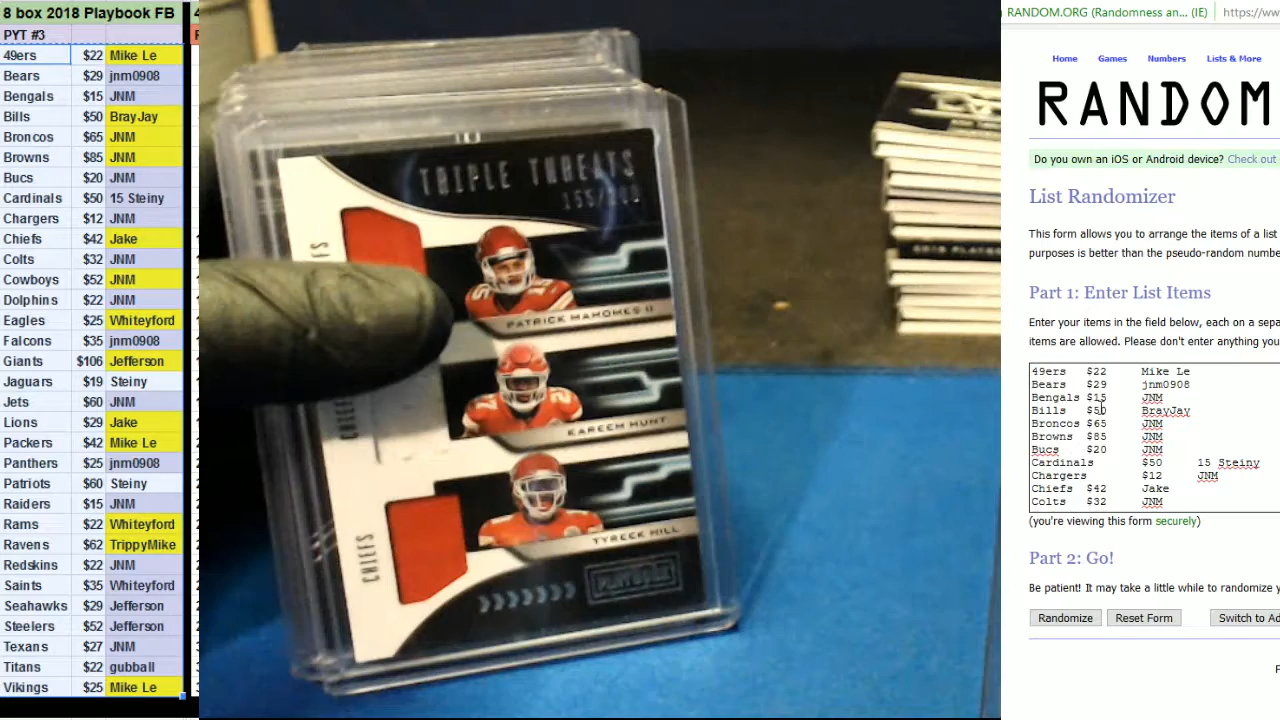 8 box 2018 Playbook FB
PYT #3
49ers $22 Mike Le
Bears $29 jnm0908
Bengals $15 JNM
Bills $50 BrayJay
Broncos $65 JNM
Browns $85 JNM
Bucs $20 JNM
Cardinals $50 15 Steiny
Chargers $12 JNM
Chiefs $42 Jake
Colts $32 JNM
Cowboys $52 JNM
Dolphins $22 JNM
Eagles $25 Whiteyford
Falcons $35 jnm0908
Giants $106 Jefferson
Jaguars $19 Steiny
Jets $60 JNM
Lions $29 Jake
Packers $42 Mike Le
Panthers $25 jnm0908
Patriots $60 Steiny
Raiders $15 JNM
Rams $22 Whiteyford
Ravens $62 TrippyMike
Redskins $22 JNM
Saints $35 Whiteyford
Seahawks $29 Jefferson
Steelers $52 Jefferson
Texans $27 JNM
Titans $22 gubball
Vikings $25 Mike Le
TRIPLE THREATS
CHIEFS
PATRICK MAHOMES II
KAREEM HUNT
CHIEFS
TYREEK HILL
PLAYBOOK
RANDOM.ORG (Randomness an... (IE) https://ww
Home Games Numbers Lists & More
RANDOM
Do you own an iOS or Android device? Check out
List Randomizer
This form allows you to arrange the items of a list
purposes is better than the pseudo-random numbe
Part 1: Enter List Items
Enter your items in the field below, each on a sepa
items are allowed. Please don't enter anything you
49ers $22 Mike Le
Bears $29 jnm0908
Bengals $15 JNM
Bills $50 BrayJay
Broncos $65 JNM
Browns $85 JNM
Bucs $20 JNM
Cardinals $50 15 Steiny
Chargers $12 JNM
Chiefs $42 Jake
Colts $32 JNM
(you're viewing this form securely)
Part 2: Go!
Be patient! It may take a little while to randomize y
Randomize Reset Form Switch to Ad